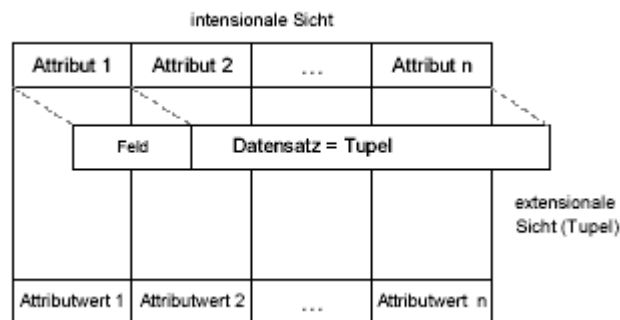 intensionale Sicht
Attribut 1 Attribut 2 ... Attribut n
Feld Datensatz = Tupel
extensionale
Sicht (Tupel)
Attributwert 1 Attributwert 2 ... Attributwert n